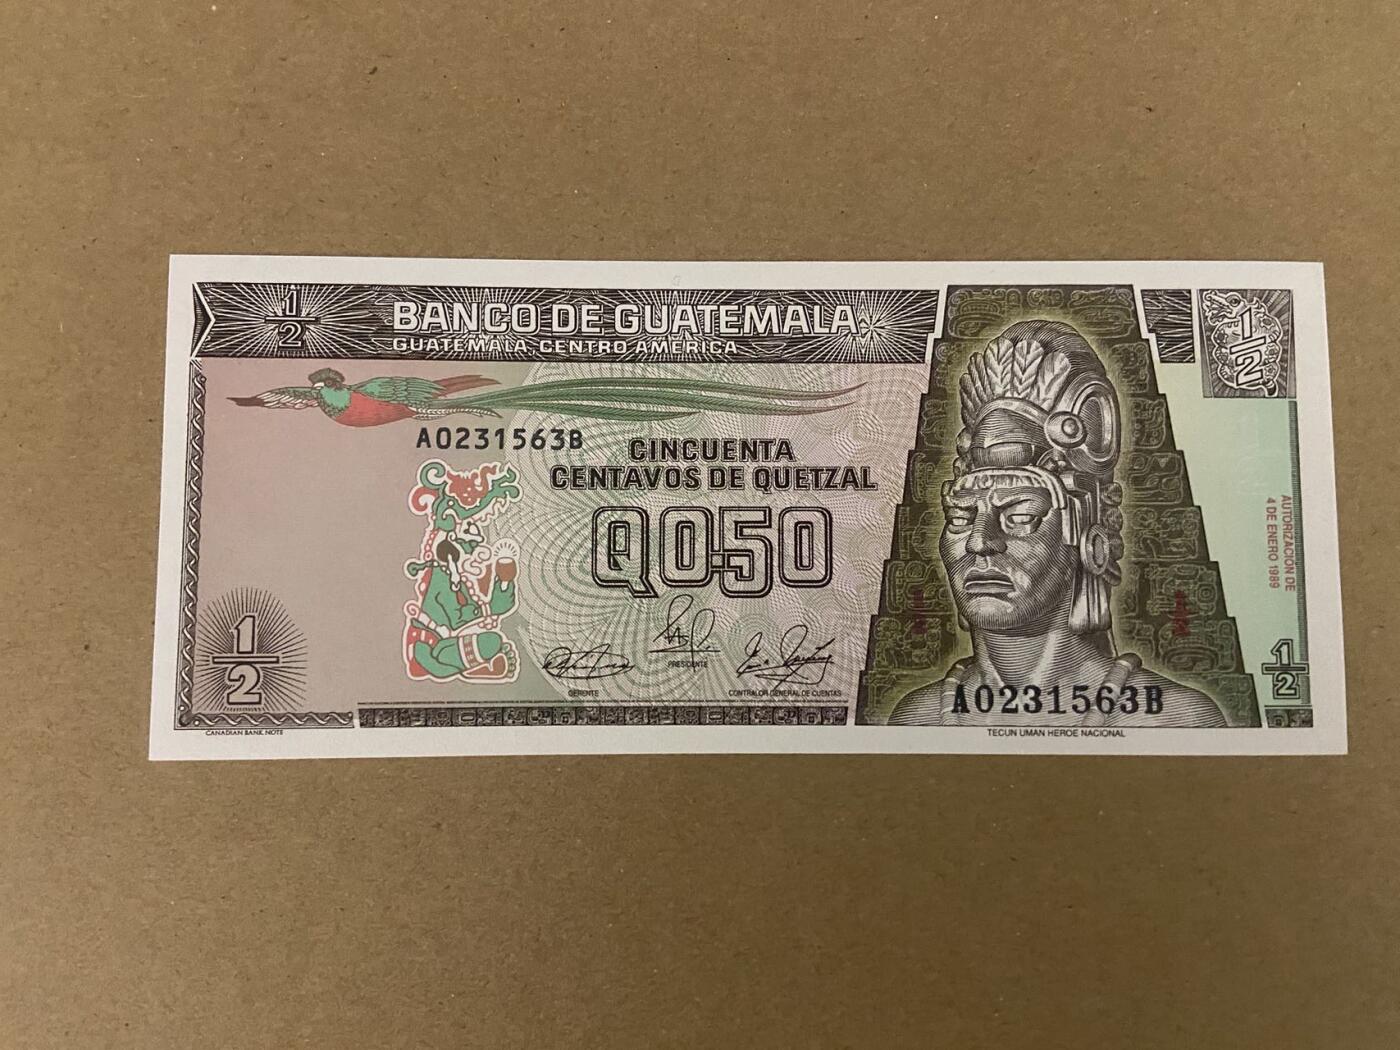 1/2
BANCO DE GUATEMALA
GUATEMALA, CENTRO AMERICA
1/2
A0231563B
CINCUENTA
CENTAVOS DE QUETZAL
Q0.50
AUTORIZACIÓN DE
4 DE ENERO 1989
1/2
GERENTE
PRESIDENTE
CONTRALOR GENERAL DE CUENTAS
A0231563B
1/2
CANADIAN BANK NOTE
TECUN UMAN HEROE NACIONAL